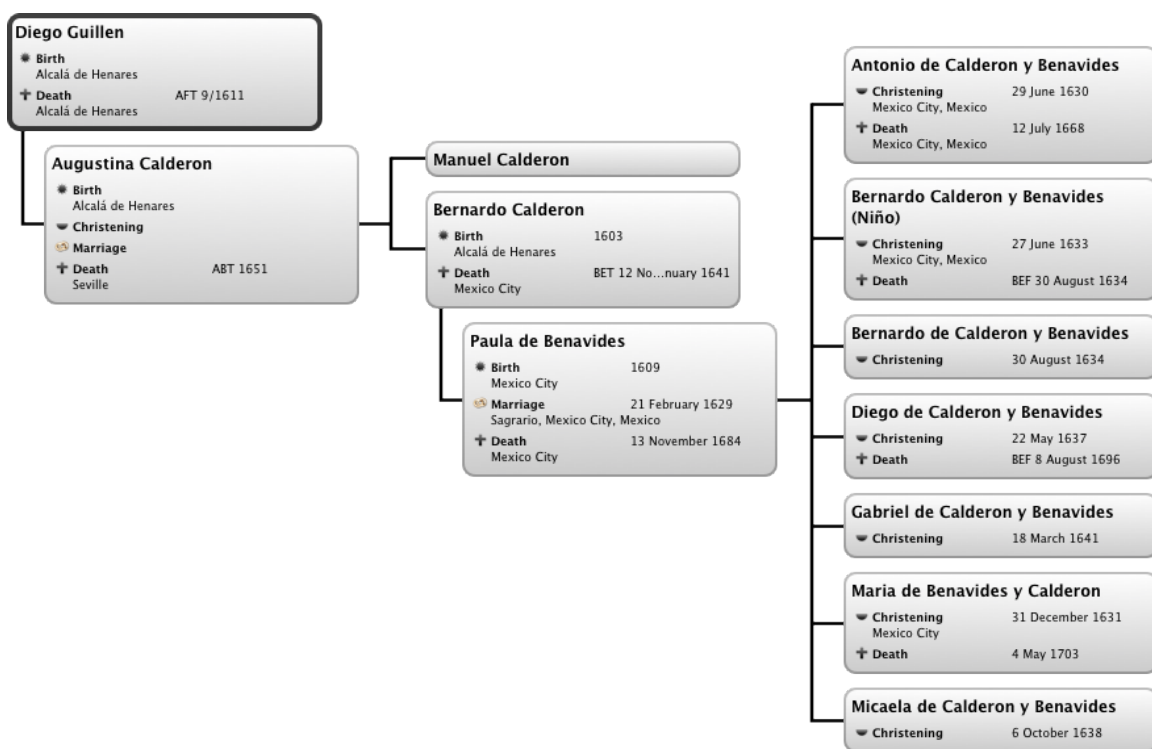 Diego Guillen
Birth
Alcalá de Henares
Death AFT 9/1611
Alcalá de Henares
Augustina Calderon
Birth
Alcalá de Henares
Christening
Marriage
Death ABT 1651
Seville
Manuel Calderon
Bernardo Calderon
Birth 1603
Alcalá de Henares
Death BET 12 No...nuary 1641
Mexico City
Paula de Benavides
Birth 1609
Mexico City
Marriage 21 February 1629
Sagrario, Mexico City, Mexico
Death 13 November 1684
Mexico City
Antonio de Calderon y Benavides
Christening 29 June 1630
Mexico City, Mexico
Death 12 July 1668
Mexico City, Mexico
Bernardo Calderon y Benavides
(Niño)
Christening 27 June 1633
Mexico City, Mexico
Death BEF 30 August 1634
Bernardo de Calderon y Benavides
Christening 30 August 1634
Diego de Calderon y Benavides
Christening 22 May 1637
Death BEF 8 August 1696
Gabriel de Calderon y Benavides
Christening 18 March 1641
Maria de Benavides y Calderon
Christening 31 December 1631
Mexico City
Death 4 May 1703
Micaela de Calderon y Benavides
Christening 6 October 1638